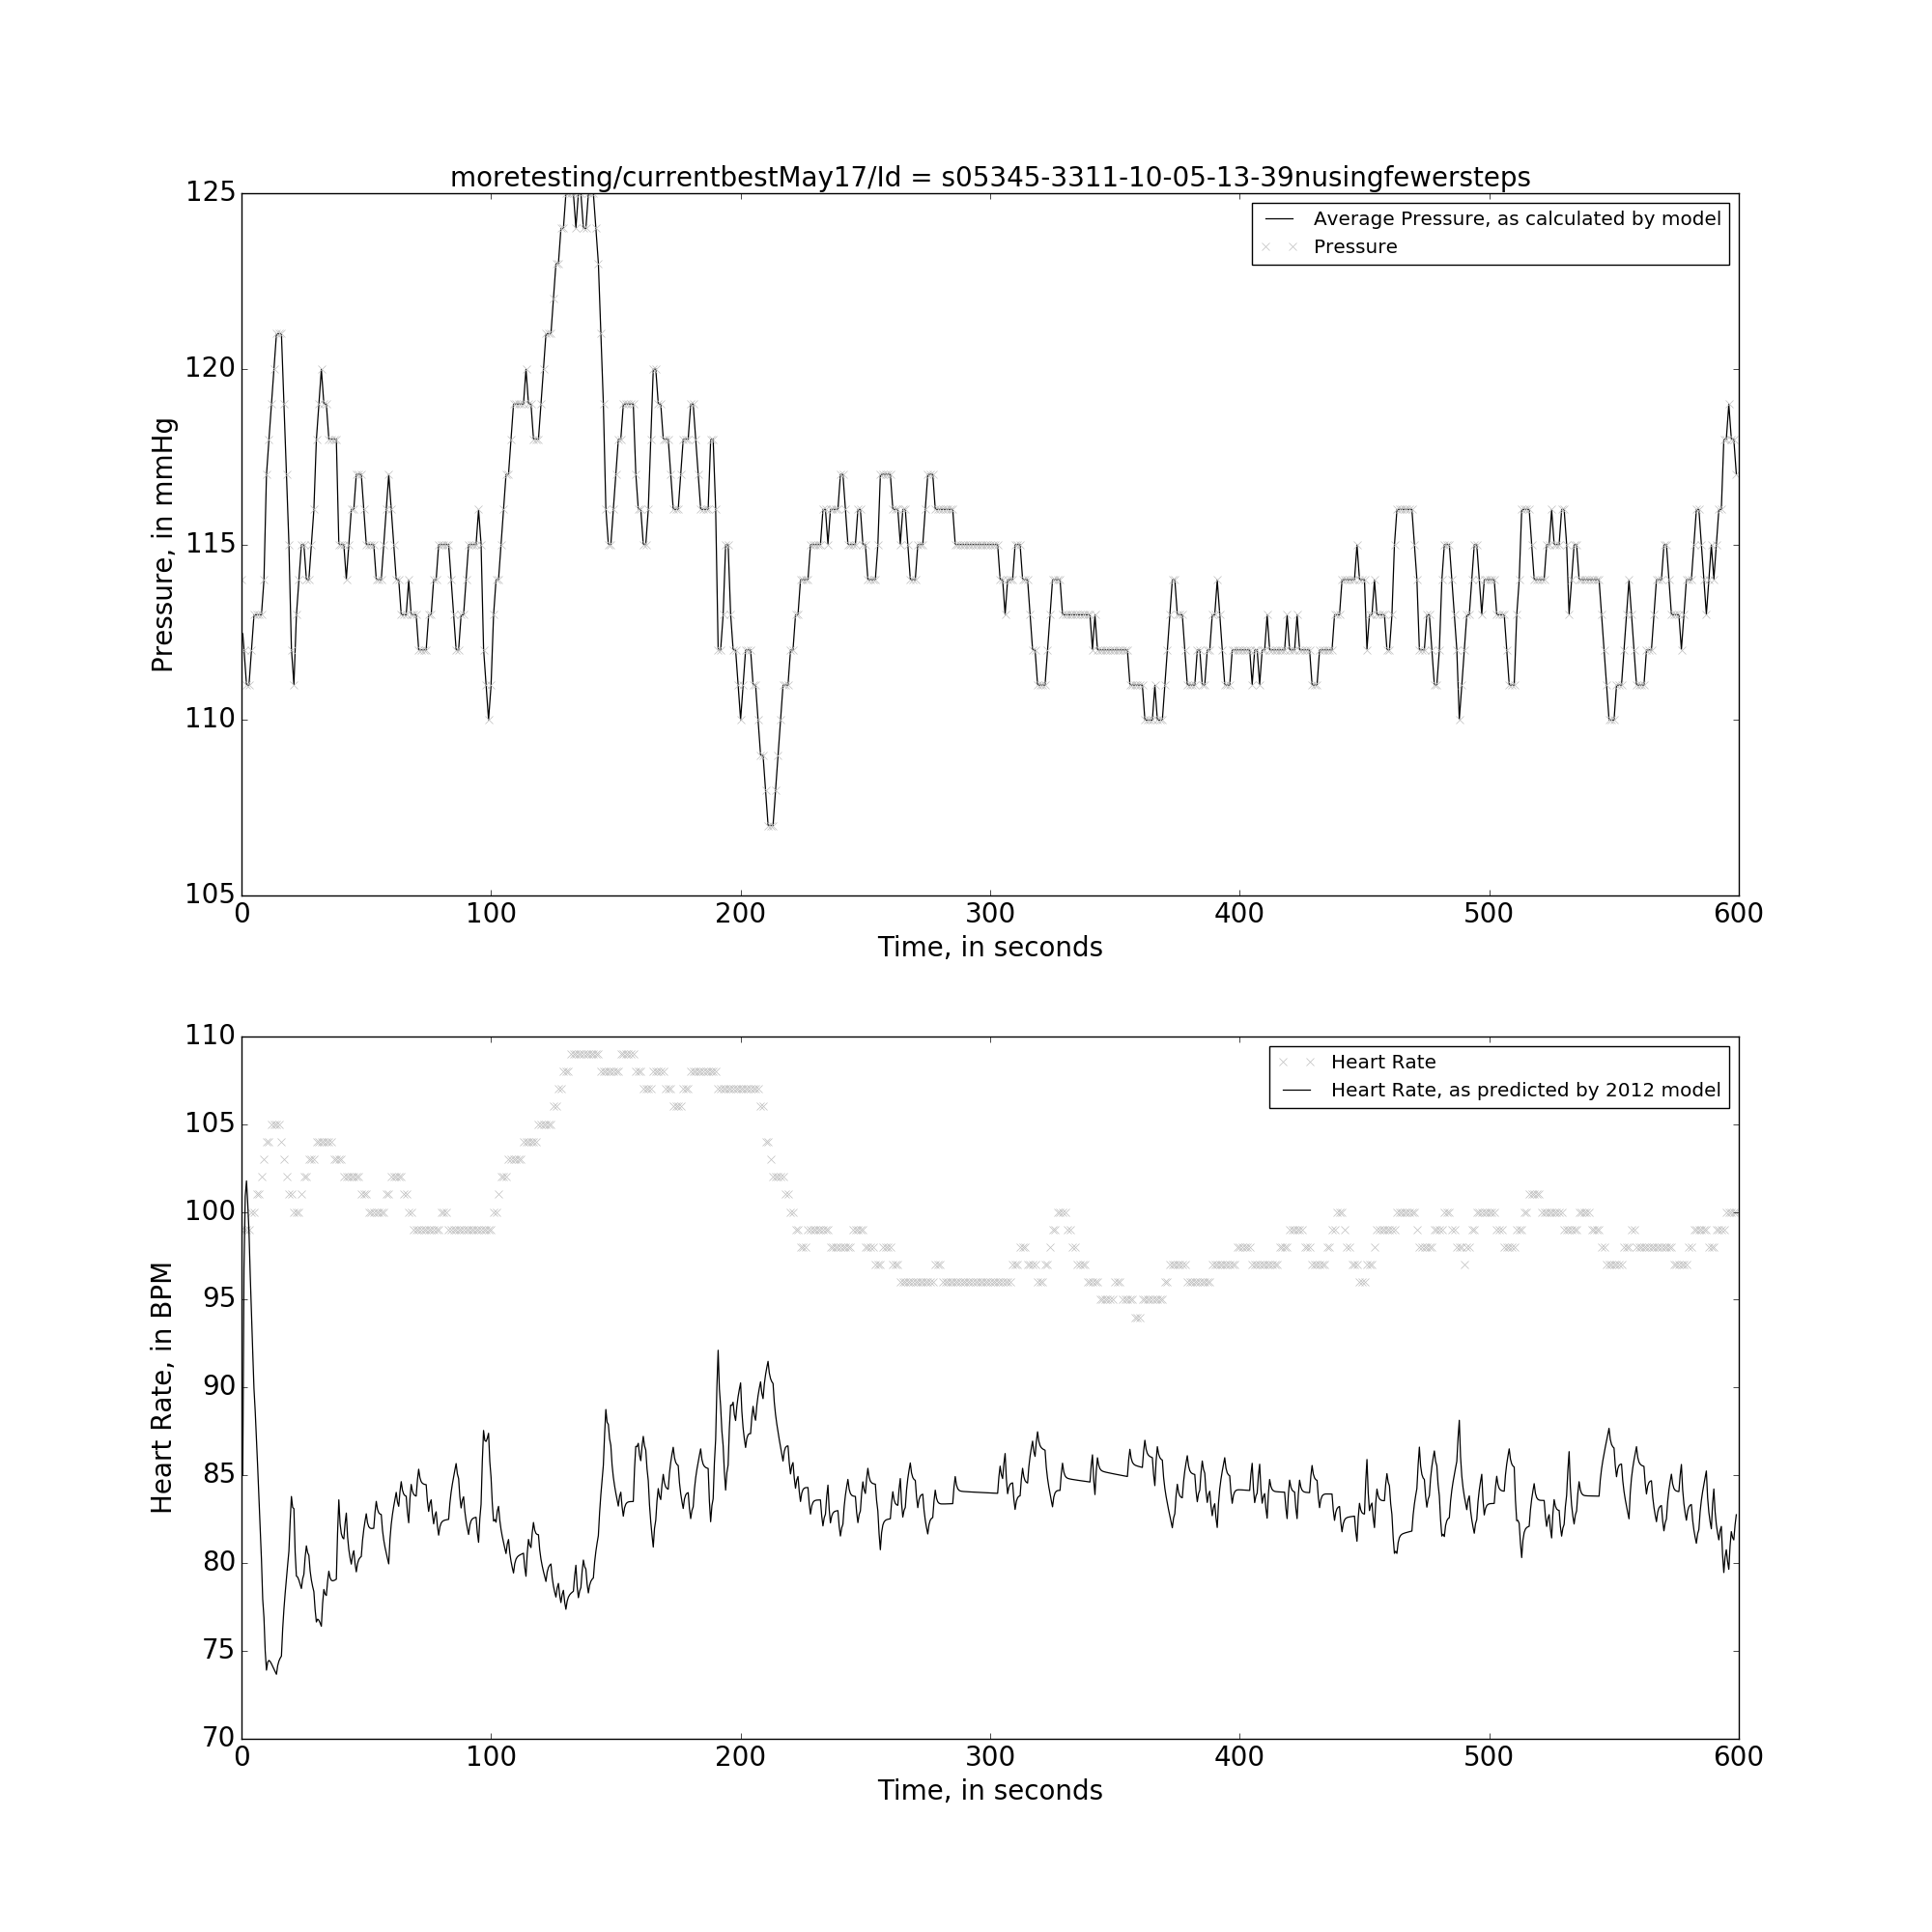 moretesting/currentbestMay17/Id = s05345-3311-10-05-13-39nusingfewersteps
125
120
115
110
105
Pressure, in mmHg
Average Pressure, as calculated by model
Pressure
0 100 200 300 400 500 600
Time, in seconds
110
105
100
95
90
85
80
75
70
Heart Rate, in BPM
Heart Rate
Heart Rate, as predicted by 2012 model
0 100 200 300 400 500 600
Time, in seconds